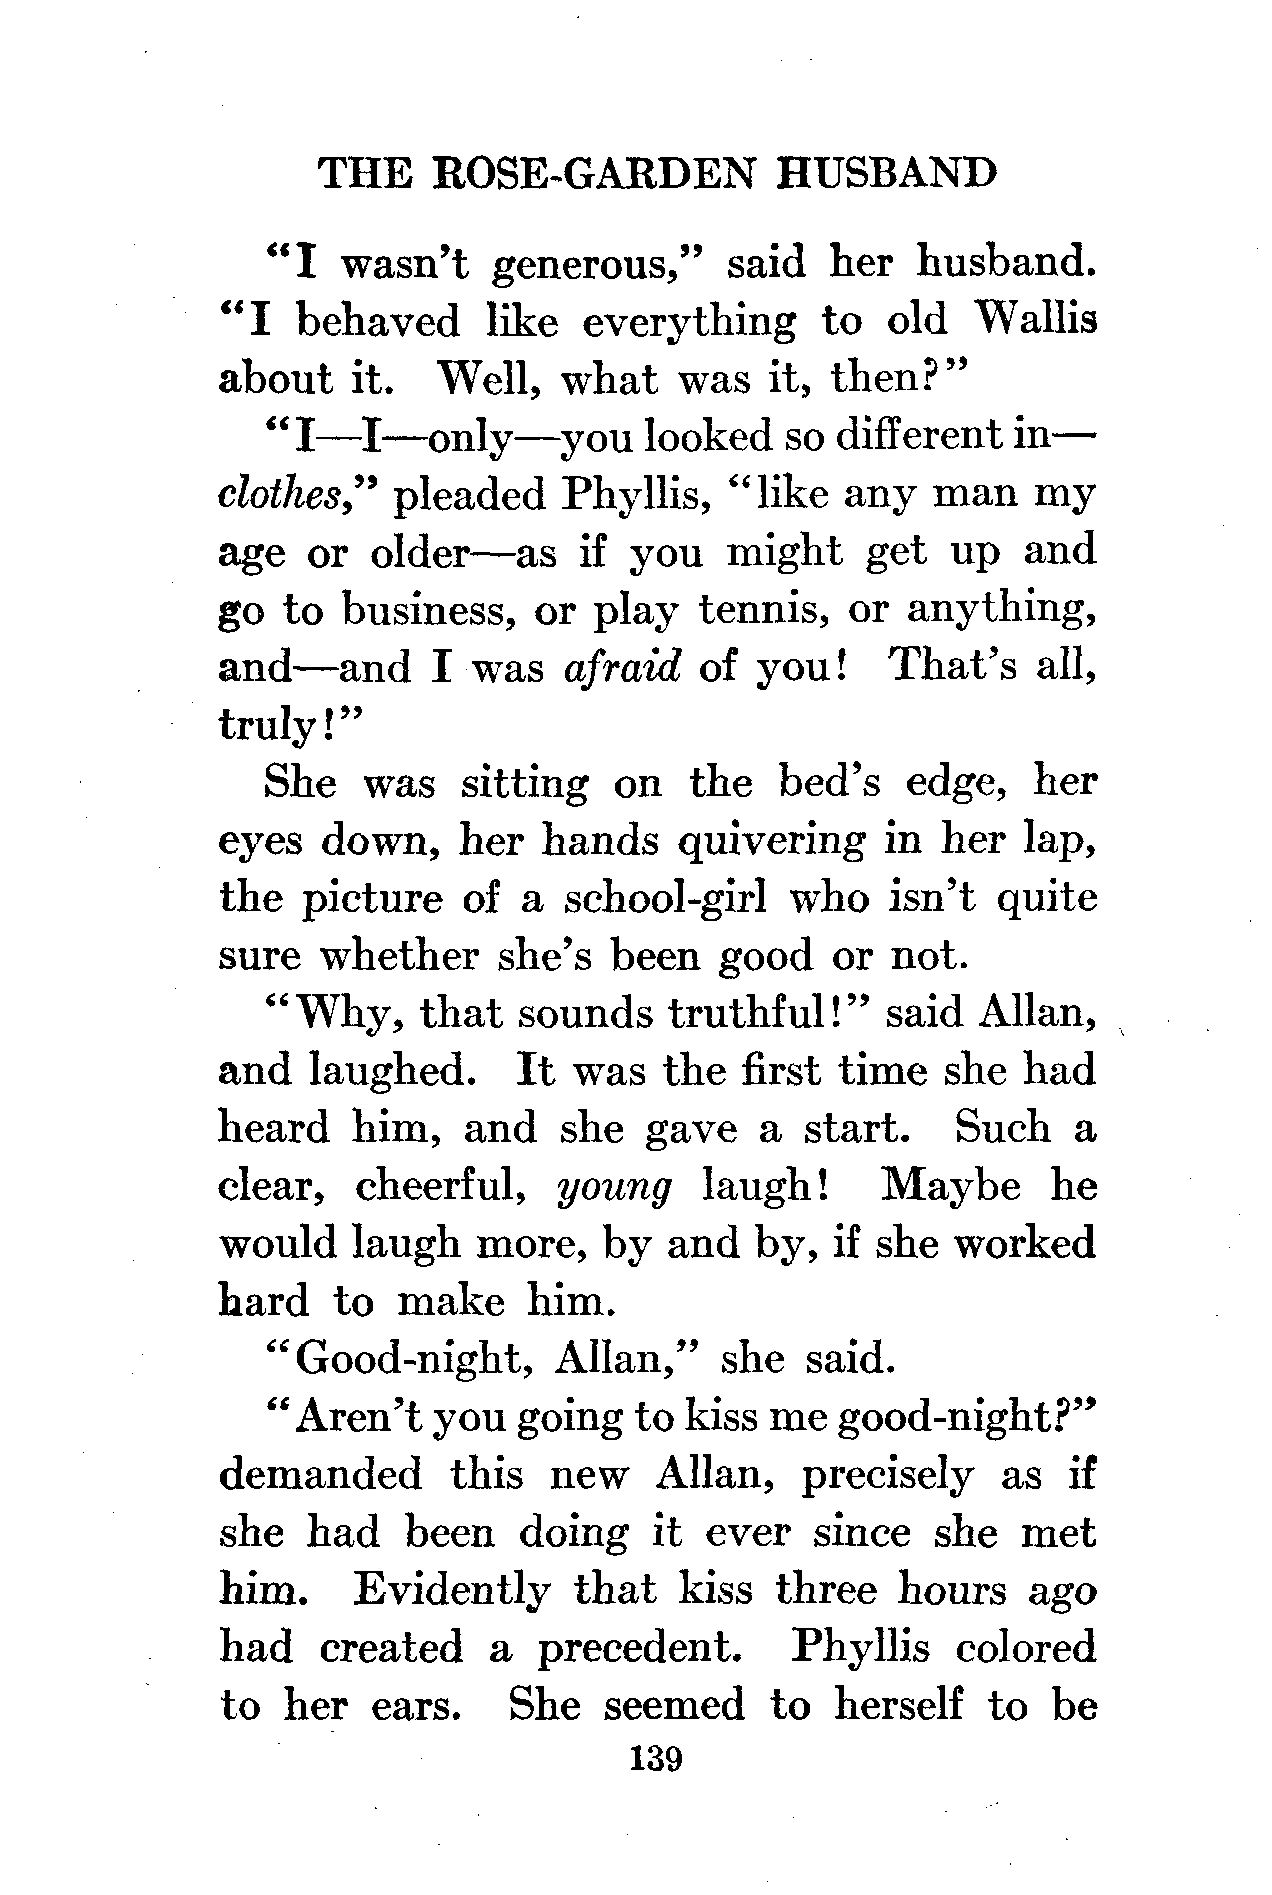 THE ROSE-GARDEN HUSBAND
“I wasn’t generous,” said her husband.
“I behaved like everything to old Wallis
about it. Well, what was it, then?”
“I—I—only—you looked so different in—
clothes,” pleaded Phyllis, “like any man my
age or older—as if you might get up and
go to business, or play tennis, or anything,
and—and I was afraid of you! That’s all,
truly!”
She was sitting on the bed’s edge, her
eyes down, her hands quivering in her lap,
the picture of a school-girl who isn’t quite
sure whether she’s been good or not.
“Why, that sounds truthful!” said Allan,
and laughed. It was the first time she had
heard him, and she gave a start. Such a
clear, cheerful, young laugh! Maybe he
would laugh more, by and by, if she worked
hard to make him.
“Good-night, Allan,” she said.
“Aren’t you going to kiss me good-night?”
demanded this new Allan, precisely as if
she had been doing it ever since she met
him. Evidently that kiss three hours ago
had created a precedent. Phyllis colored
to her ears. She seemed to herself to be
139